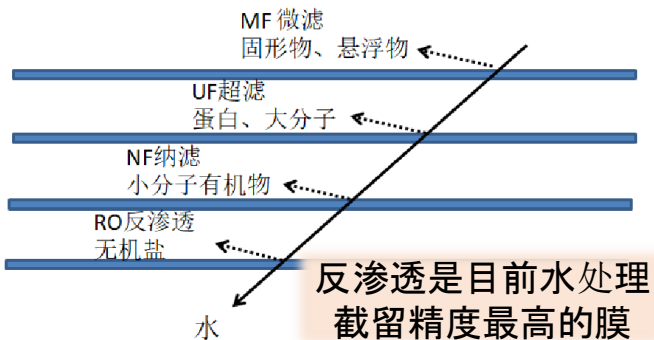 MF 微滤
固形物、悬浮物
UF超滤
蛋白、大分子
NF纳滤
小分子有机物
RO反渗透
无机盐
反渗透是目前水处理
截留精度最高的膜
水